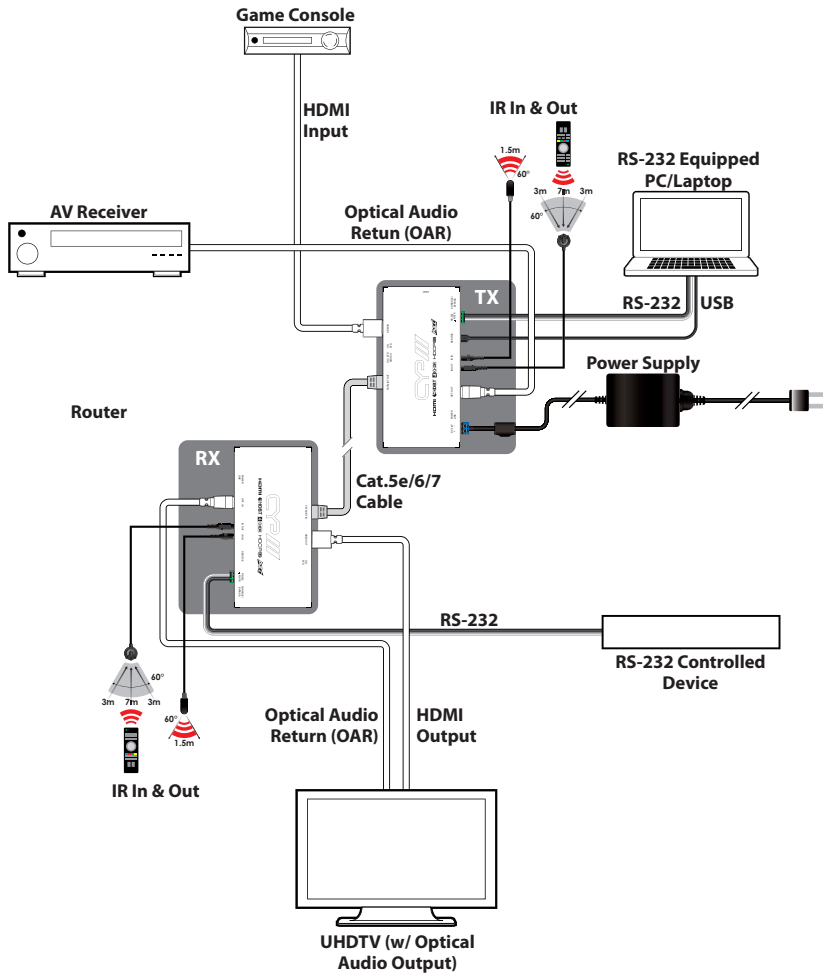 Game Console
HDMI
Input
IR In & Out
1.5m
60°
3m 7m 3m
60°
RS-232 Equipped
PC/Laptop
AV Receiver
Optical Audio
Retun (OAR)
TX
RS-232
USB
Power Supply
Router
RX
Cat.5e/6/7
Cable
RS-232
RS-232 Controlled
Device
60°
3m 7m 3m
60°
1.5m
IR In & Out
Optical Audio
Return (OAR)
HDMI
Output
UHDTV (w/ Optical
Audio Output)